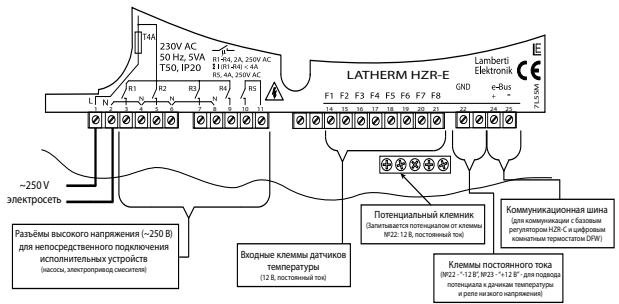 T4A
230V AC
50 Hz, 5VA
T50, IP20
R1-R4, 2A, 250V AC
Σ I (R1-R4) < 4A
R5, 4A, 250V AC
LATHERM HZR-E
Lamberti
Elektronik
CE
7L55M
R1 R2 R3 R4 R5
L N N N
F1 F2 F3 F4 F5 F6 F7 F8
GND
e-Bus
+ -
1 2 3 4 5 6 7 8 9 10 11
14 15 16 17 18 19 20 21
22 24 25
~250 V
электросеть
Разъёмы высокого напряжения (~250 В)
для непосредственного подключения
исполнительных устройств
(насосы, электропривод смесителя)
Входные клеммы датчиков
температуры
(12 В, постоянный ток)
Потенциальный клемник
(Запитывается потенциалом от клеммы
№22: 12 В, постоянный ток)
Коммуникационная шина
(для коммуникации с базовым
регулятором HZR-C и цифровым
комнатным термостатом DFW)
Клеммы постоянного тока
(№22 - "-12 В", №23 - "+12 В" - для подвода
потенциала к дачикам температуры
и реле низкого напряжения)